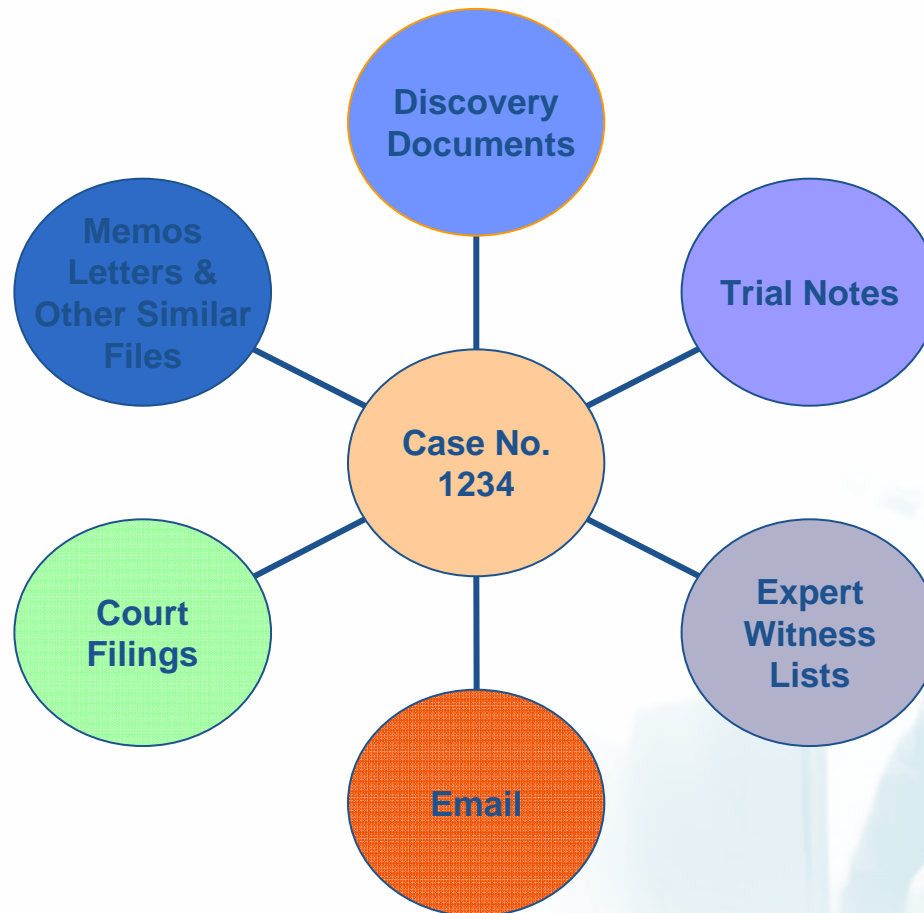 Discovery
Documents
Memos
Letters &
Other Similar
Files
Trial Notes
Case No.
1234
Court
Filings
Expert
Witness
Lists
Email